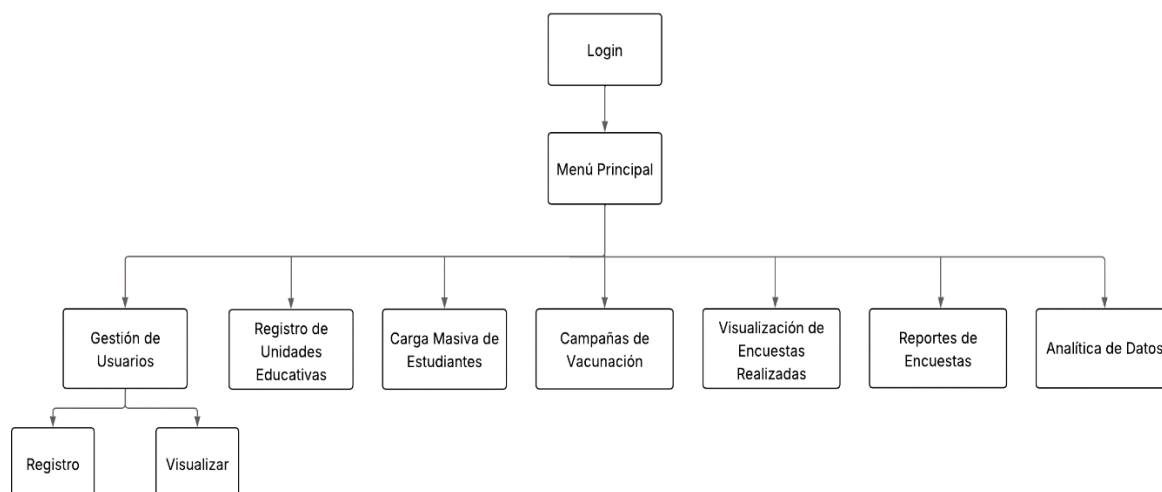 Login
Menú Principal
Gestión de
Usuarios
Registro de
Unidades
Educativas
Carga Masiva de
Estudiantes
Campañas de
Vacunación
Visualización de
Encuestas
Realizadas
Reportes de
Encuestas
Analítica de Datos
Registro
Visualizar